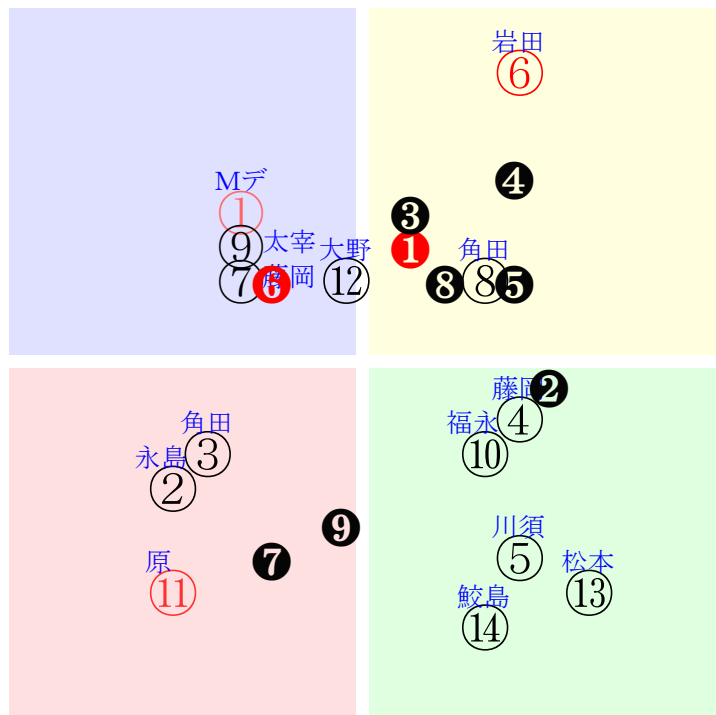 岩田
⑥
❹
Mデ
①
❸
⑨
太宰
大野
❶
角田
⑦
藤岡
❻
⑫
❽
⑧
❺
藤岡
❷
角田
福永
④
③
⑩
永島
②
❾
川須
⑤
原
❼
松本
⑪
⑬
鮫島
⑭